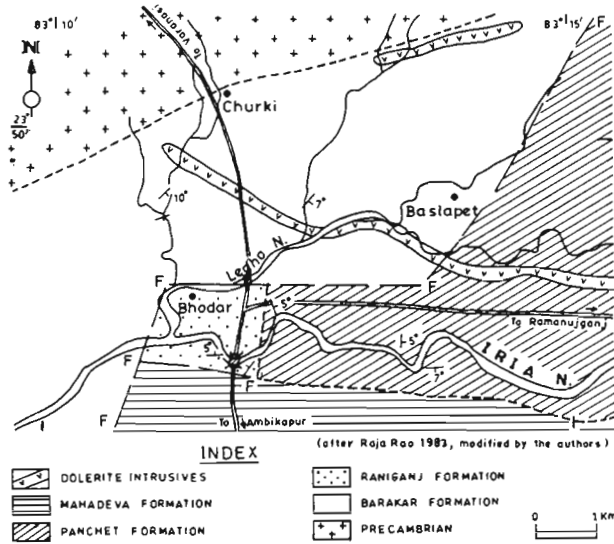 83°10'
83°15'
N
To Varanasi
23°
50'
Churki
Baslapet
10°
7°
Legho N.
F
F
Bhodar
5°
To Ramanujganj
5°
5°
IRIA N.
7°
F
F
F
To Ambikapur
INDEX
(after Raja Rao 1983, modified by the authors)
DOLERITE INTRUSIVES
RANIGANJ FORMATION
MAHADEVA FORMATION
BARAKAR FORMATION
PANCHET FORMATION
PRECAMBRIAN
0 1 Km